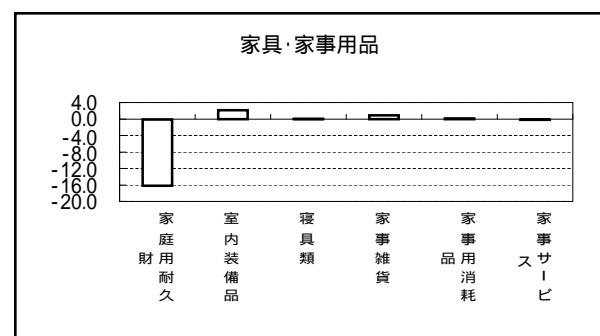 家具・家事用品
4.0
0.0
-4.0
-8.0
-12.0
-16.0
-20.0
家庭用耐久
財
室内装備品
寝具類
家事雑貨
家事用消耗
品
家事サービ
ス